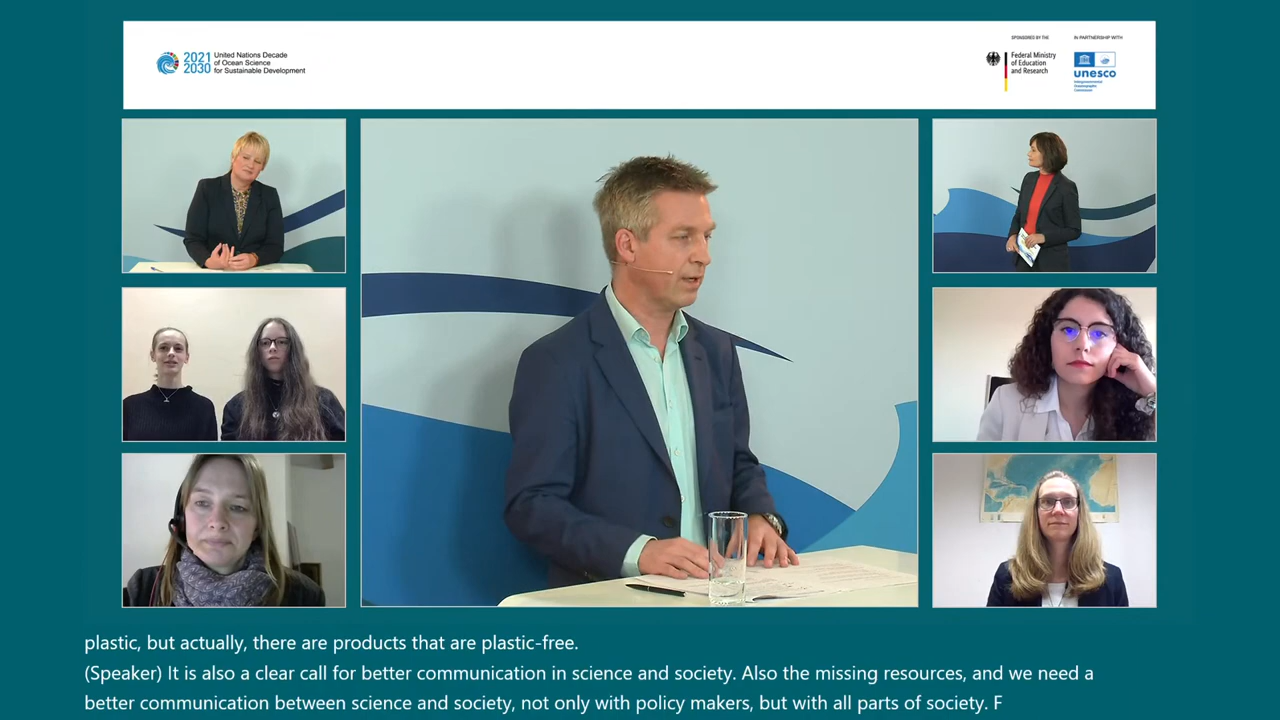 2021
2030
United Nations Decade
of Ocean Science
for Sustainable Development
SPONSORED BY THE
Federal Ministry
of Education
and Research
IN PARTNERSHIP WITH
unesco
Intergovernmental
Oceanographic
Commission
plastic, but actually, there are products that are plastic-free.
(Speaker) It is also a clear call for better communication in science and society. Also the missing resources, and we need a
better communication between science and society, not only with policy makers, but with all parts of society. F